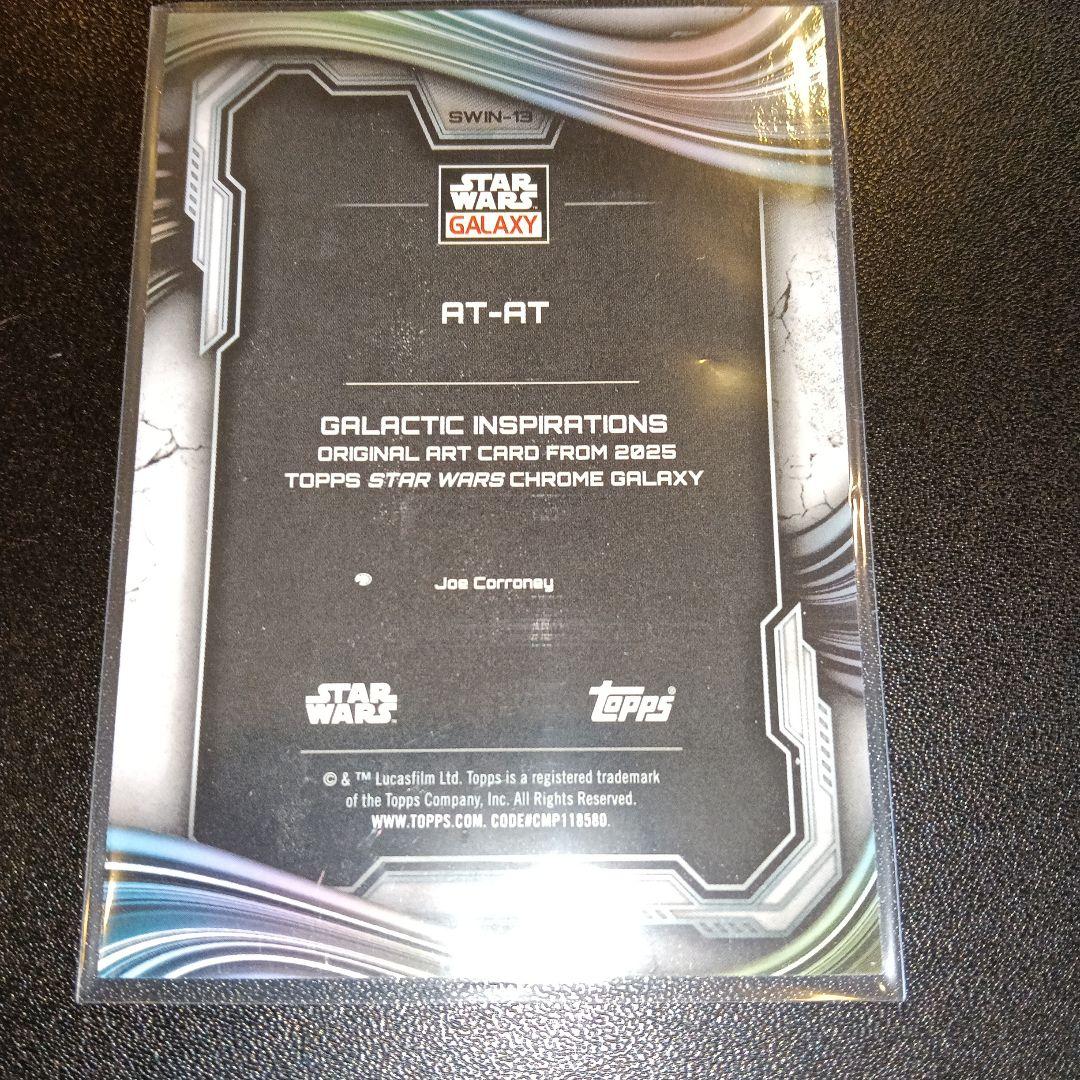 SWIN-13
STAR
WARS™
GALAXY
AT-AT
GALACTIC INSPIRATIONS
ORIGINAL ART CARD FROM 2025
TOPPS STAR WARS CHROME GALAXY
Joe Corroney
STAR
WARS™
topps®
© & ™ Lucasfilm Ltd. Topps is a registered trademark
of the Topps Company, Inc. All Rights Reserved.
WWW.TOPPS.COM. CODE#CMP118580.